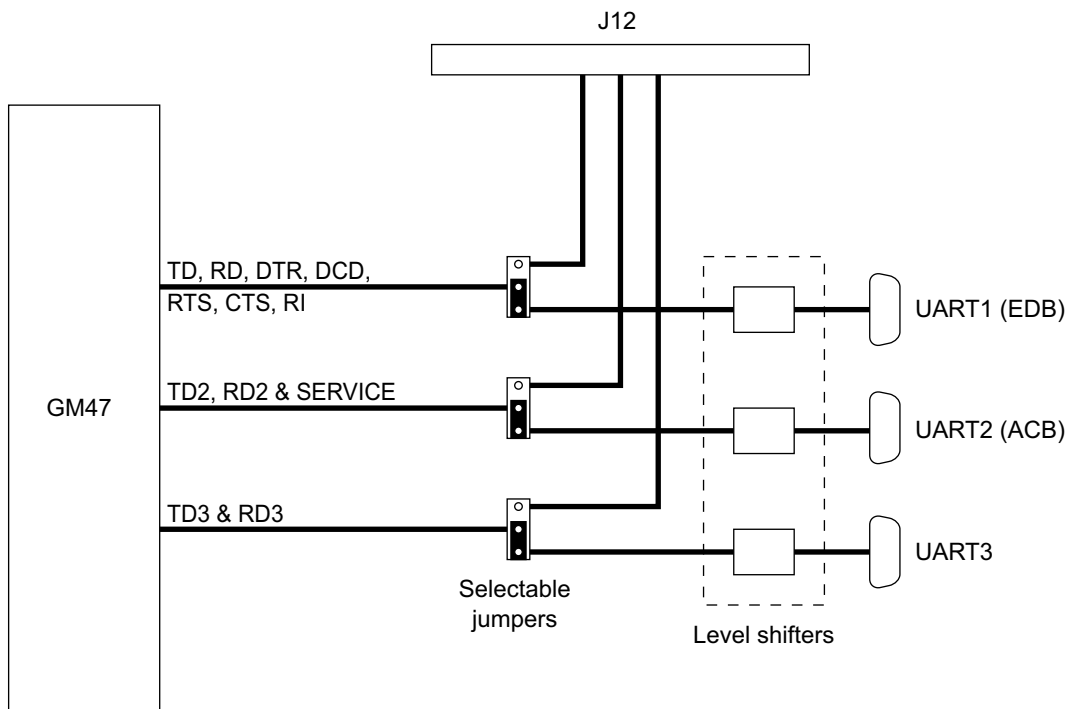 J12
TD, RD, DTR, DCD,
RTS, CTS, RI
UART1 (EDB)
GM47
TD2, RD2 & SERVICE
UART2 (ACB)
TD3 & RD3
UART3
Selectable
jumpers
Level shifters